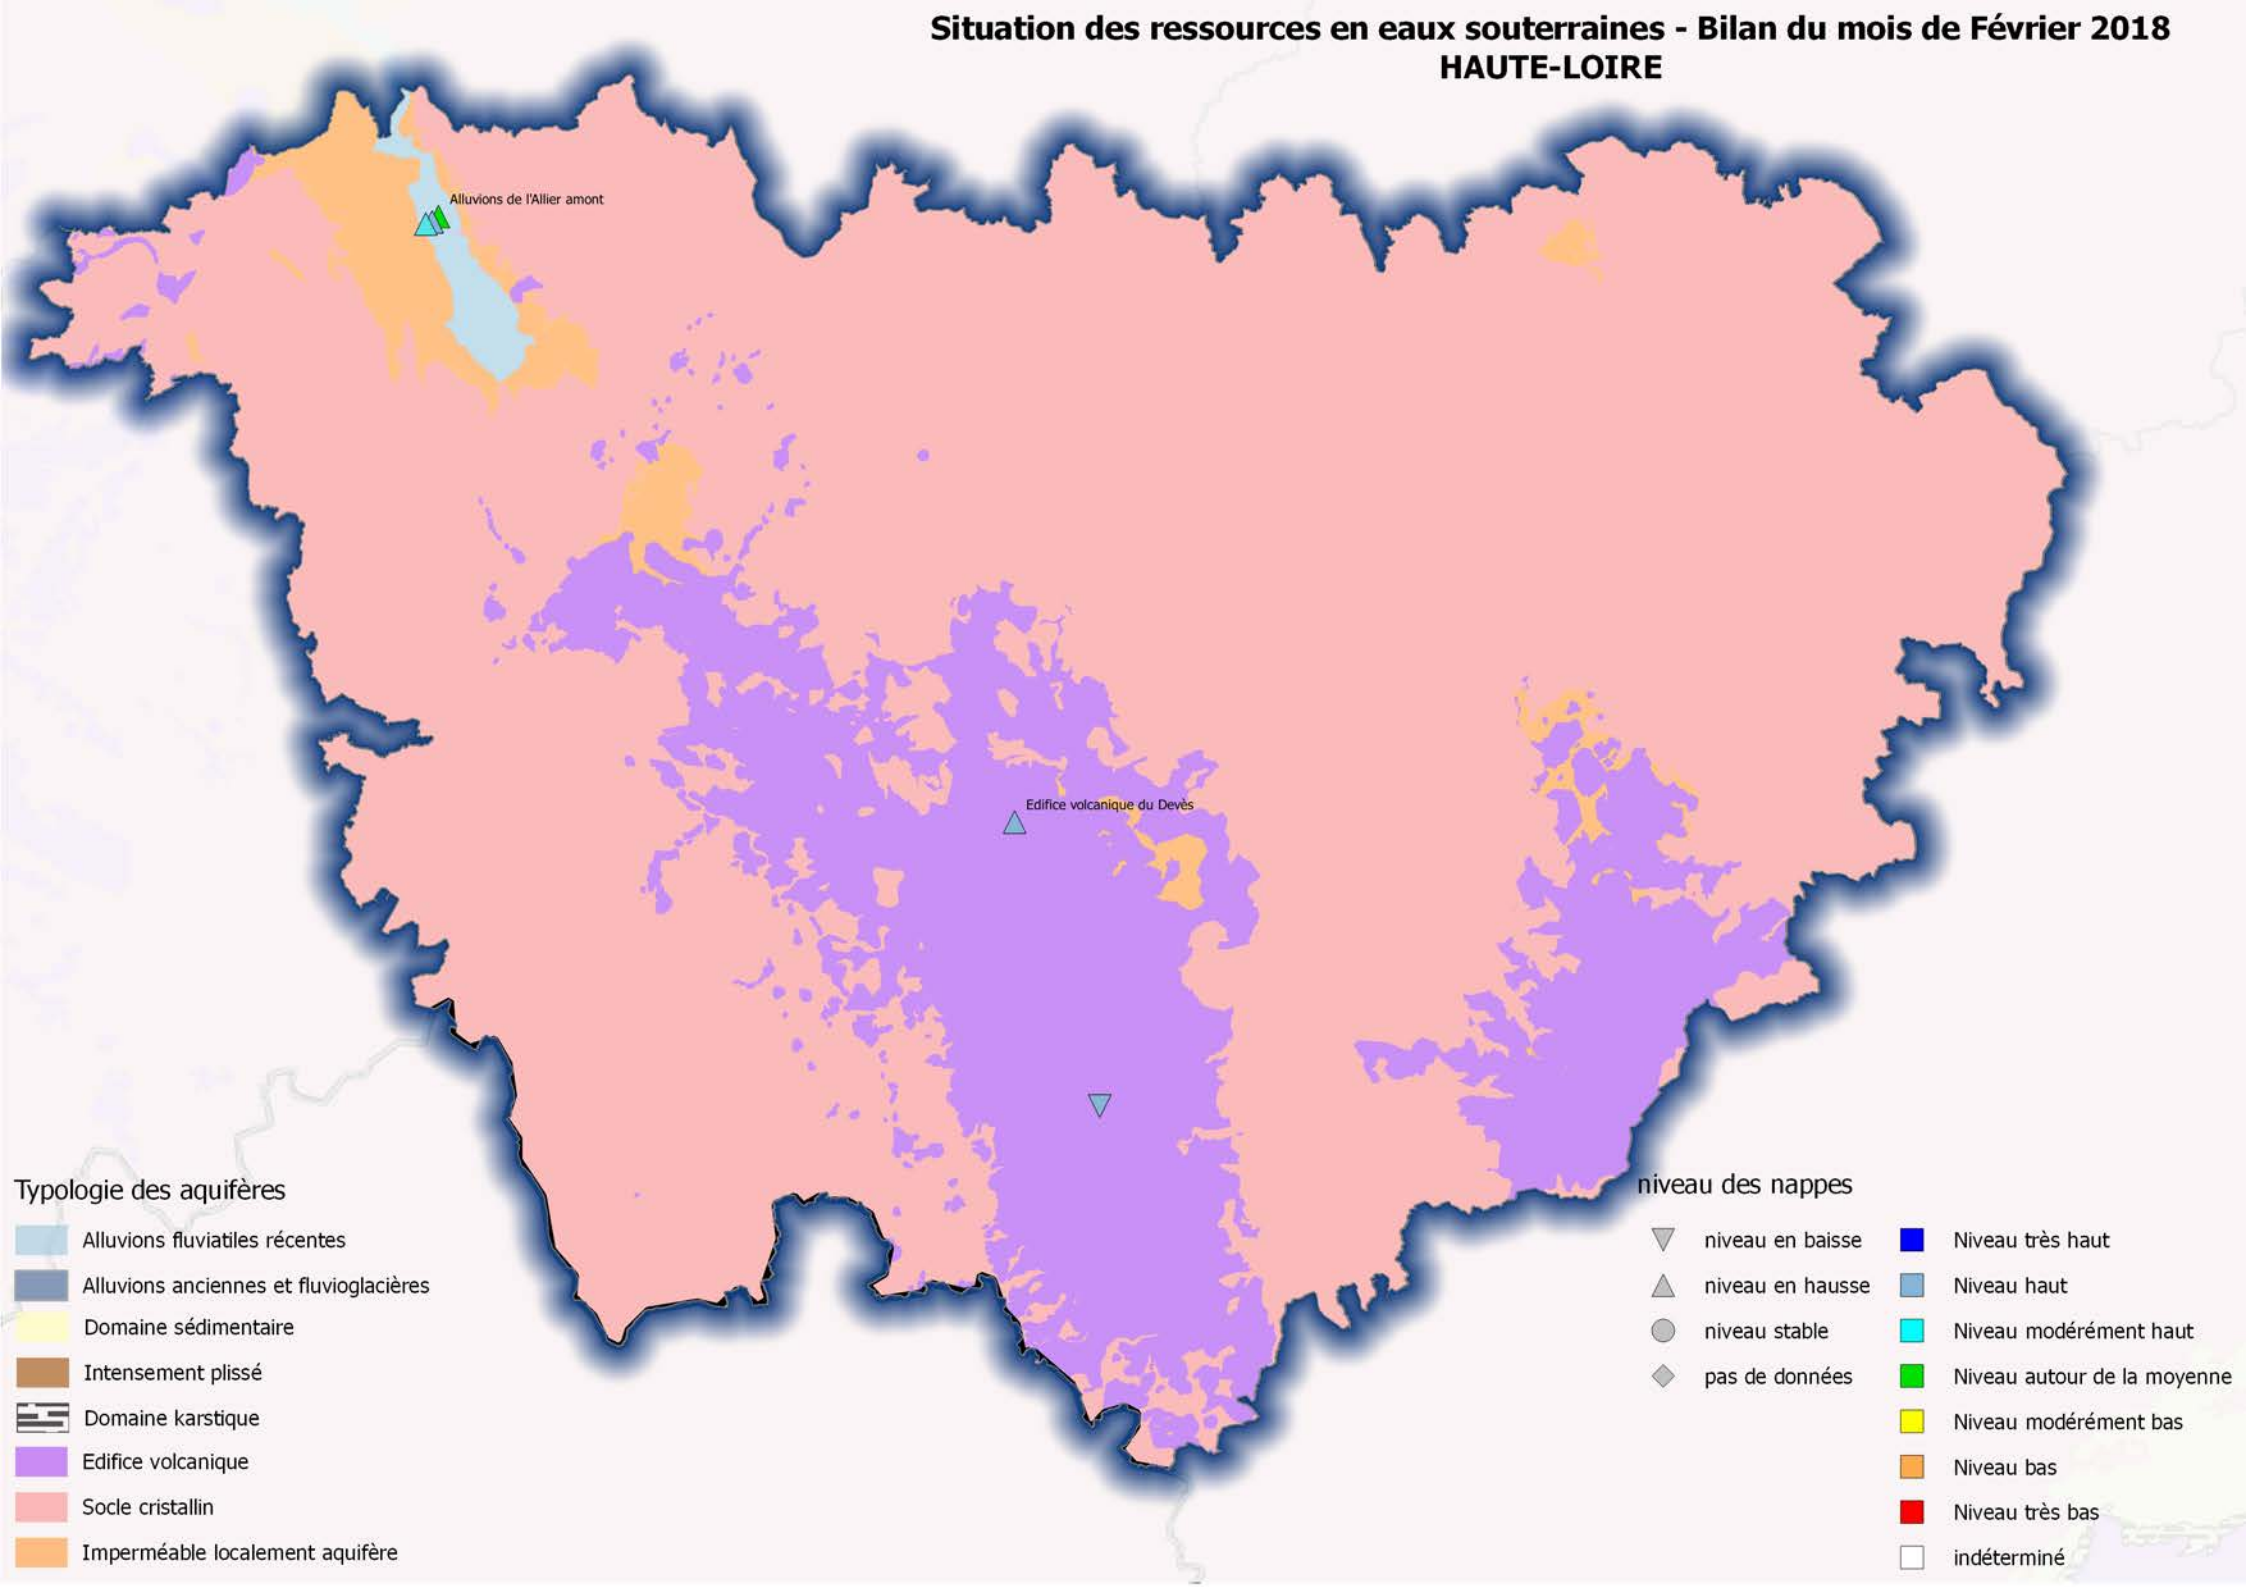 Situation des ressources en eaux souterraines - Bilan du mois de Février 2018
HAUTE-LOIRE
Alluvions de l'Allier amont
Edifice volcanique du Devès
Typologie des aquifères
Alluvions fluviatiles récentes
Alluvions anciennes et fluvioglacières
Domaine sédimentaire
Intensement plissé
Domaine karstique
Edifice volcanique
Socle cristallin
Imperméable localement aquifère
niveau des nappes
niveau en baisse
niveau en hausse
niveau stable
pas de données
Niveau très haut
Niveau haut
Niveau modérément haut
Niveau autour de la moyenne
Niveau modérément bas
Niveau bas
Niveau très bas
indéterminé